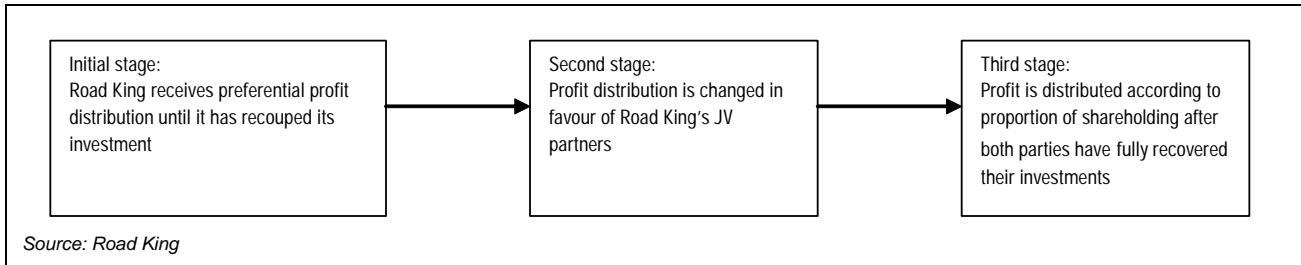 Initial stage:
Road King receives preferential profit
distribution until it has recouped its
investment
Second stage:
Profit distribution is changed in
favour of Road King's JV
partners
Third stage:
Profit is distributed according to
proportion of shareholding after
both parties have fully recovered
their investments
Source: Road King